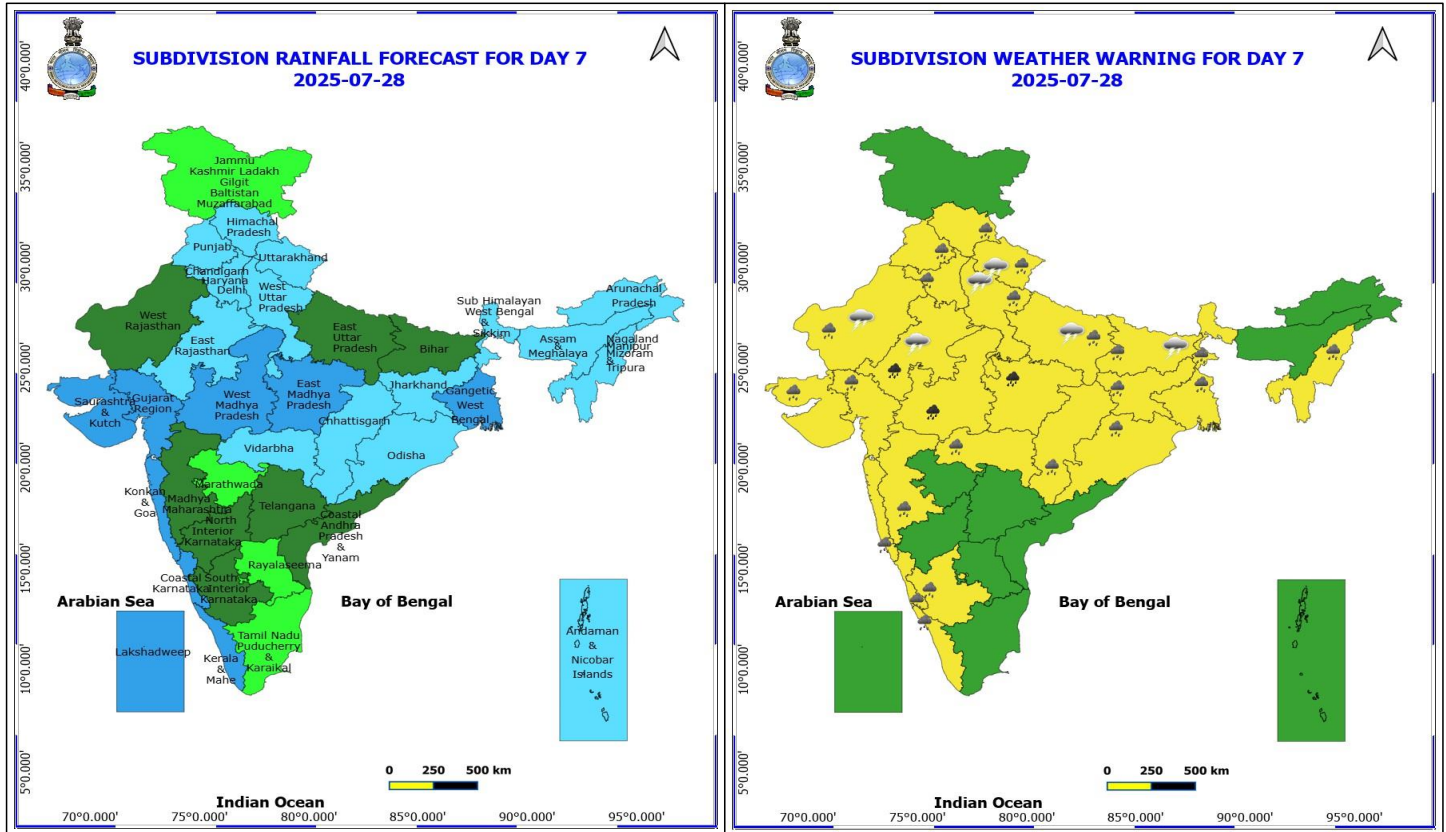 SUBDIVISION RAINFALL FORECAST FOR DAY 7
2025-07-28
40°0.000'
35°0.000'
30°0.000'
25°0.000'
20°0.000'
15°0.000'
10°0.000'
5°0.000'
Jammu
Kashmir Ladakh
Gilgit
Baltistan
Muzaffarabad
Himachal
Pradesh
Punjab
Uttarakhand
Chandigarh
Haryana
Delhi
West
Uttar
Pradesh
Arunachal
Pradesh
Sub Himalayan
West Bengal
&
Sikkim
West
Rajasthan
East
Uttar
Pradesh
Bihar
East
Rajasthan
Assam
&
Meghalaya
Nagaland
Manipur
Mizoram
&
Tripura
Jharkhand
Gangetic
West
Bengal
Saurashtra
&
Kutch
Gujarat
Region
West
Madhya
Pradesh
East
Madhya
Pradesh
Chhattisgarh
Vidarbha
Odisha
Marathwada
Konkan
&
Goa
Madhya
Maharashtra
Telangana
North
Interior
Karnataka
Coastal
Andhra
Pradesh
&
Yanam
Rayalaseema
Coastal
Karnataka
South
Interior
Karnataka
Arabian Sea
Bay of Bengal
Lakshadweep
Kerala
&
Mahe
Tamil Nadu
Puducherry
&
Karaikal
Andaman
&
Nicobar
Islands
0 250 500 km
Indian Ocean
70°0.000' 75°0.000' 80°0.000' 85°0.000' 90°0.000' 95°0.000'
SUBDIVISION WEATHER WARNING FOR DAY 7
2025-07-28
40°0.000'
35°0.000'
30°0.000'
25°0.000'
20°0.000'
15°0.000'
10°0.000'
5°0.000'
Arabian Sea
Bay of Bengal
0 250 500 km
Indian Ocean
70°0.000' 75°0.000' 80°0.000' 85°0.000' 90°0.000' 95°0.000'